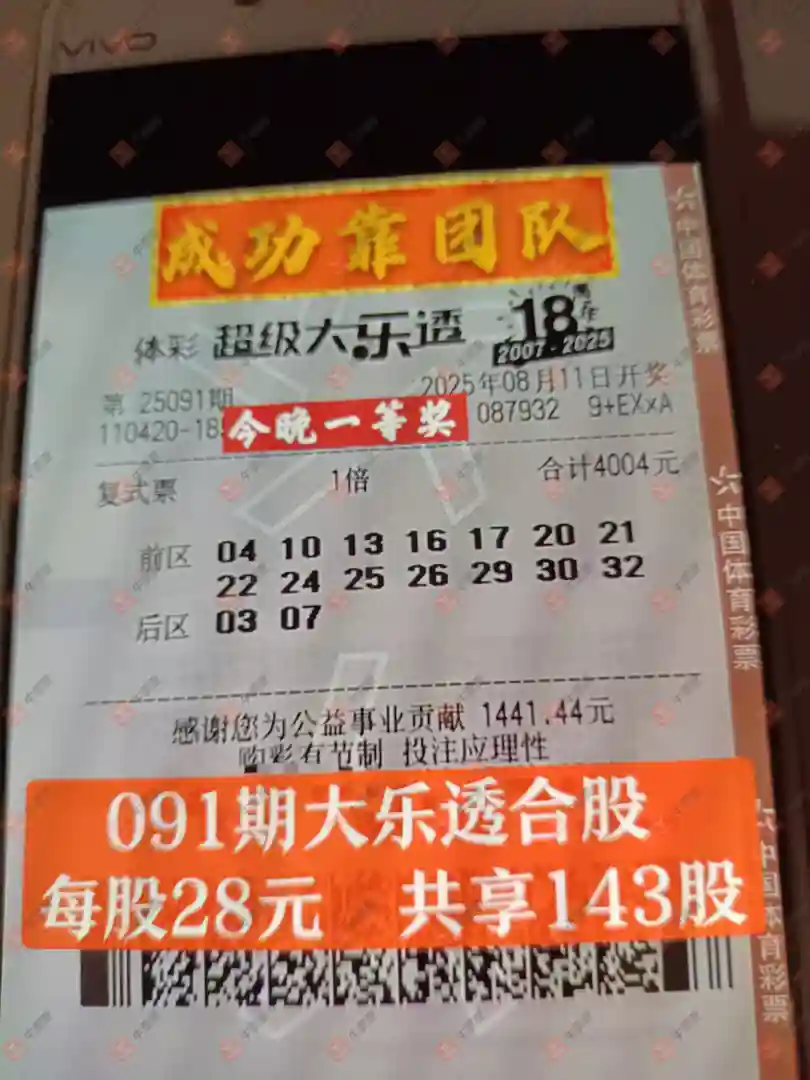 vivo
成功靠团队
体彩 超级大乐透 18周年
2007-2025
第 25091期 2025年08月11日开奖
110420-18 今晚一等奖 087932 9+EXxA
复式票 1倍 合计4004元
前区 04 10 13 16 17 20 21
22 24 25 26 29 30 32
后区 03 07
感谢您为公益事业贡献 1441.44元
购彩有节制 投注应理性
091期大乐透合股
每股28元 共享143股
中国体育彩票
中国体育彩票
中国体育彩票